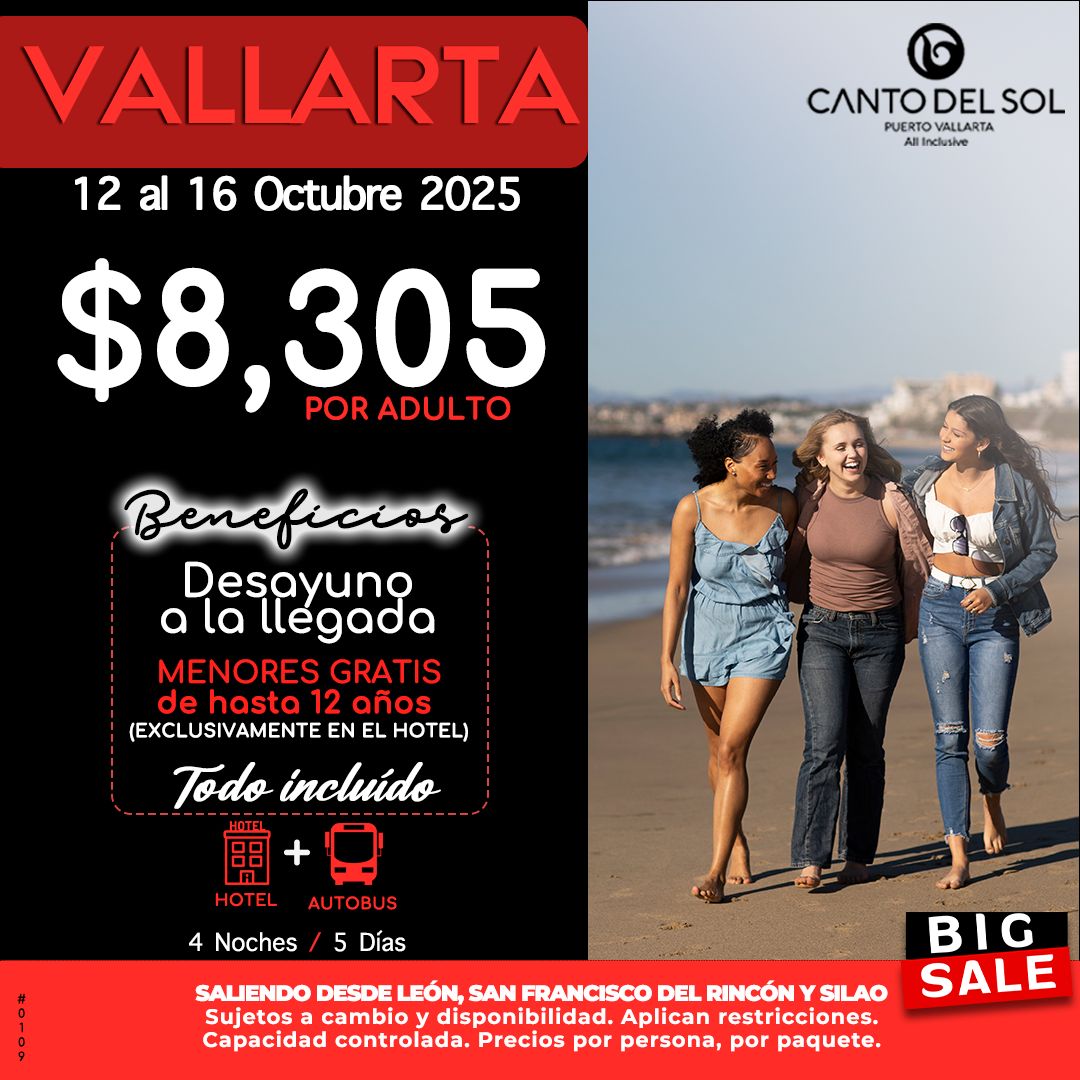 VALLARTA
12 al 16 Octubre 2025
$8,305
POR ADULTO
Beneficios
Desayuno
a la llegada
MENORES GRATIS
de hasta 12 años
(EXCLUSIVAMENTE EN EL HOTEL)
Todo incluído
HOTEL
+
HOTEL
AUTOBUS
4 Noches / 5 Días
CANTO DEL SOL
PUERTO VALLARTA
All Inclusive
BIG
SALE
#0109
SALIENDO DESDE LEÓN, SAN FRANCISCO DEL RINCÓN Y SILAO
Sujetos a cambio y disponibilidad. Aplican restricciones.
Capacidad controlada. Precios por persona, por paquete.